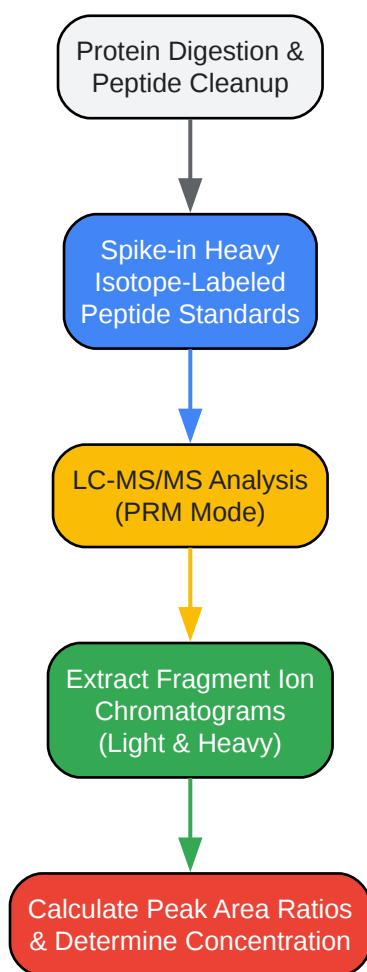 Protein Digestion &
Peptide Cleanup
Spike-in Heavy
Isotope-Labeled
Peptide Standards
LC-MS/MS Analysis
(PRM Mode)
Extract Fragment Ion
Chromatograms
(Light & Heavy)
Calculate Peak Area Ratios
& Determine Concentration